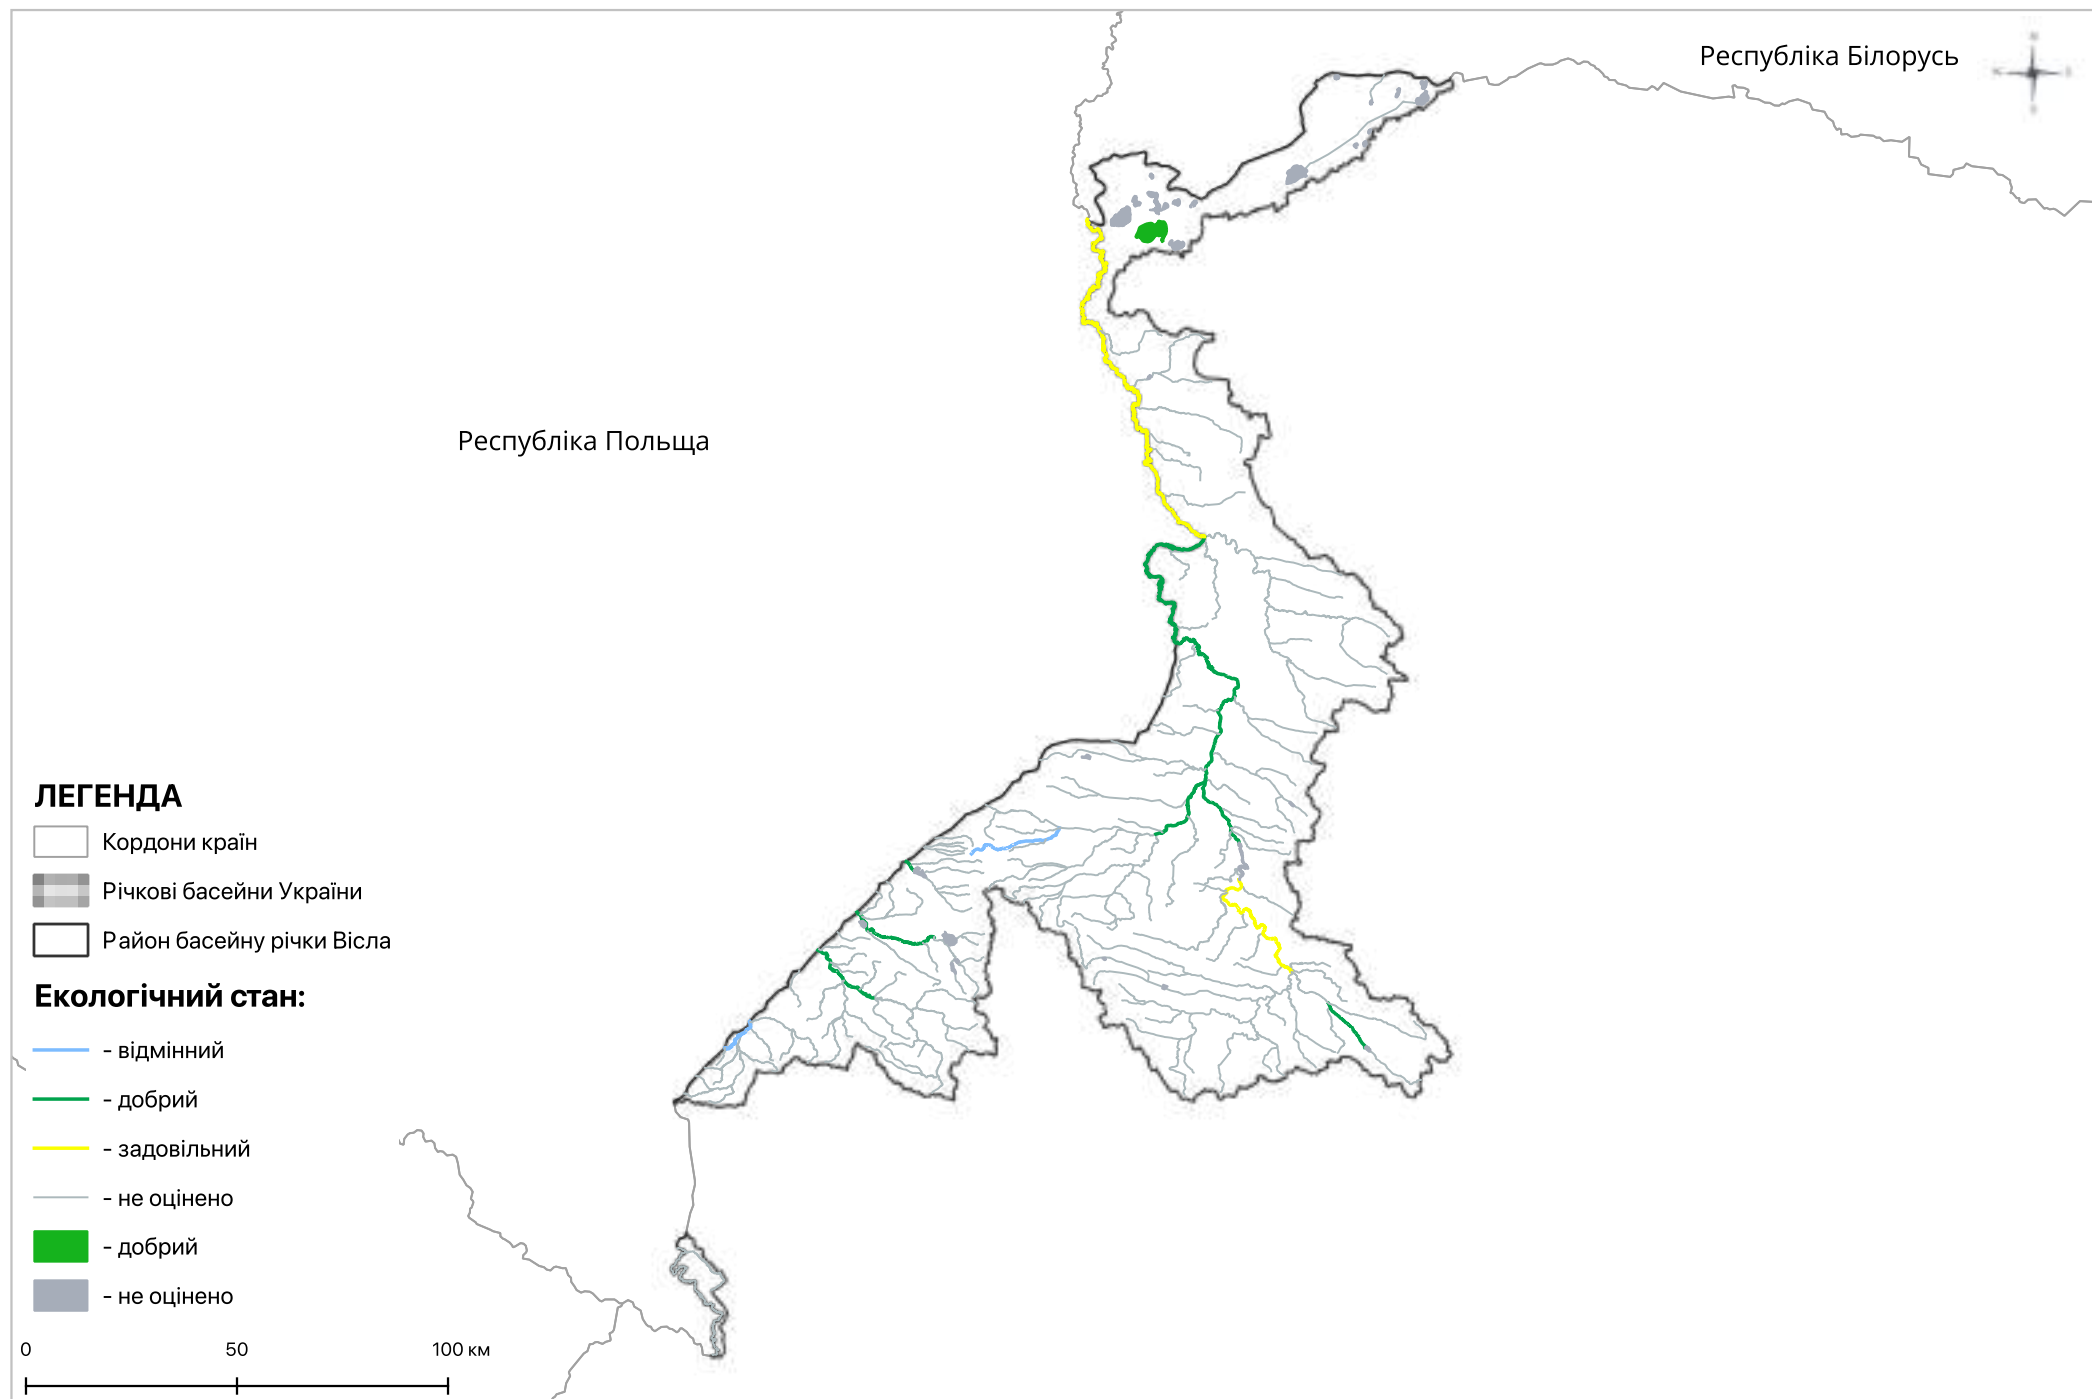 Республіка Білорусь
Республіка Польща
ЛЕГЕНДА
Кордони країн
Річкові басейни України
Район басейну річки Вісла
Екологічний стан:
- відмінний
- добрий
- задовільний
- не оцінено
- добрий
- не оцінено
0 50 100 км